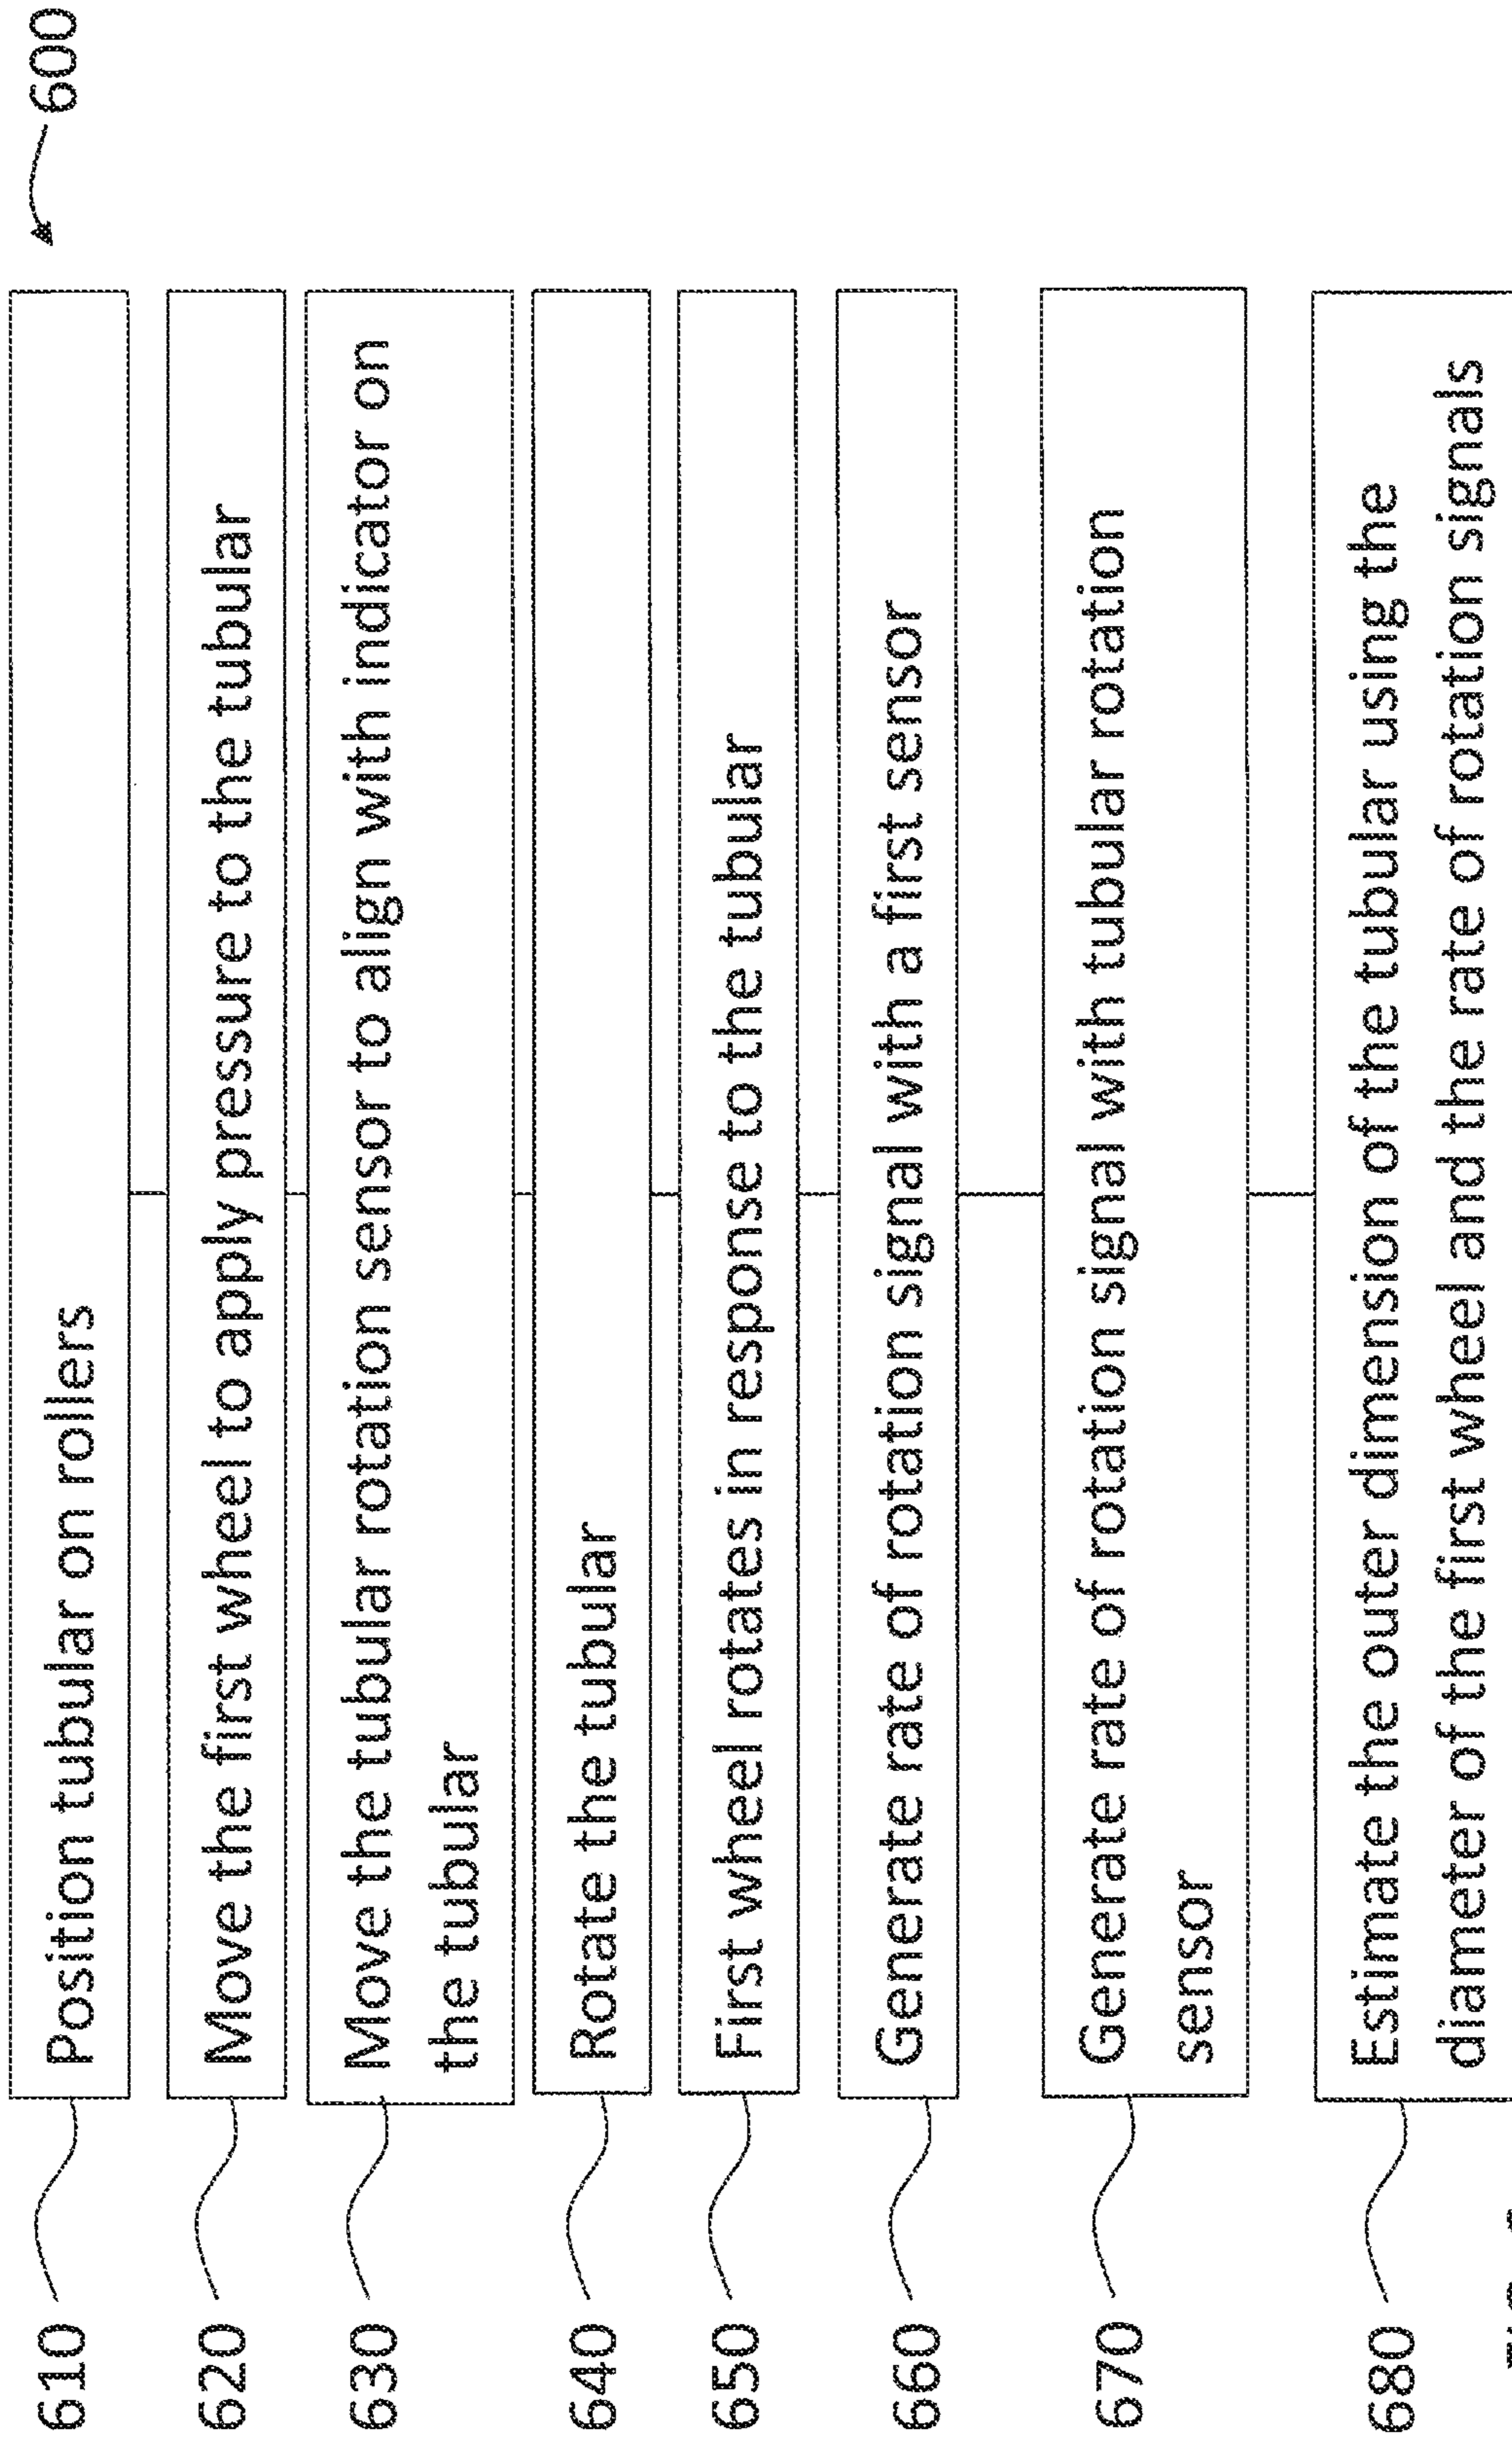 600
610
Position tubular on rollers
620
Move the first wheel to apply pressure to the tubular
630
Move the tubular rotation sensor to align with indicator on
the tubular
640
Rotate the tubular
650
First wheel rotates in response to the tubular
660
Generate rate of rotation signal with a first sensor
670
Generate rate of rotation signal with tubular rotation
sensor
680
Estimate the outer dimension of the tubular using the
diameter of the first wheel and the rate of rotation signals